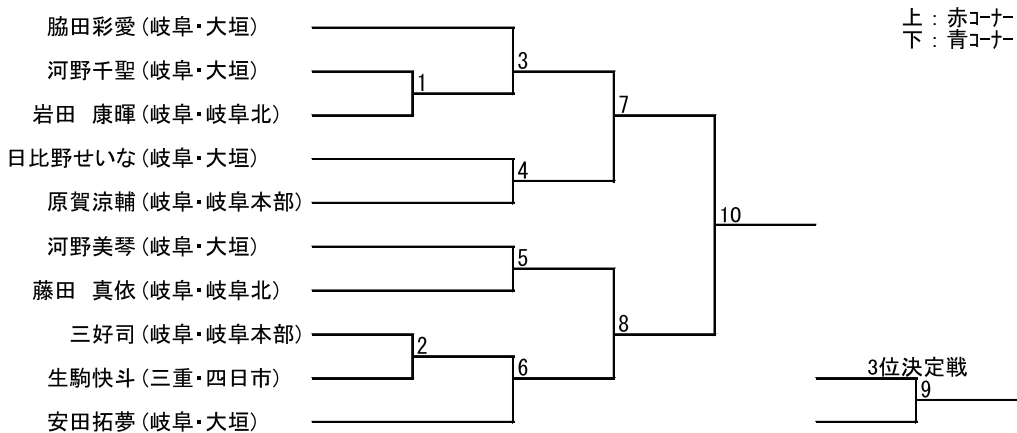 上：赤コーナー
下：青コーナー
脇田彩愛（岐阜・大垣）
3
河野千聖（岐阜・大垣）
1
7
岩田　康暉（岐阜・岐阜北）
日比野せいな（岐阜・大垣）
4
原賀涼輔（岐阜・岐阜本部）
10
河野美琴（岐阜・大垣）
5
藤田　真依（岐阜・岐阜北）
8
三好司（岐阜・岐阜本部）
2
6
3位決定戦
生駒快斗（三重・四日市）
9
安田拓夢（岐阜・大垣）